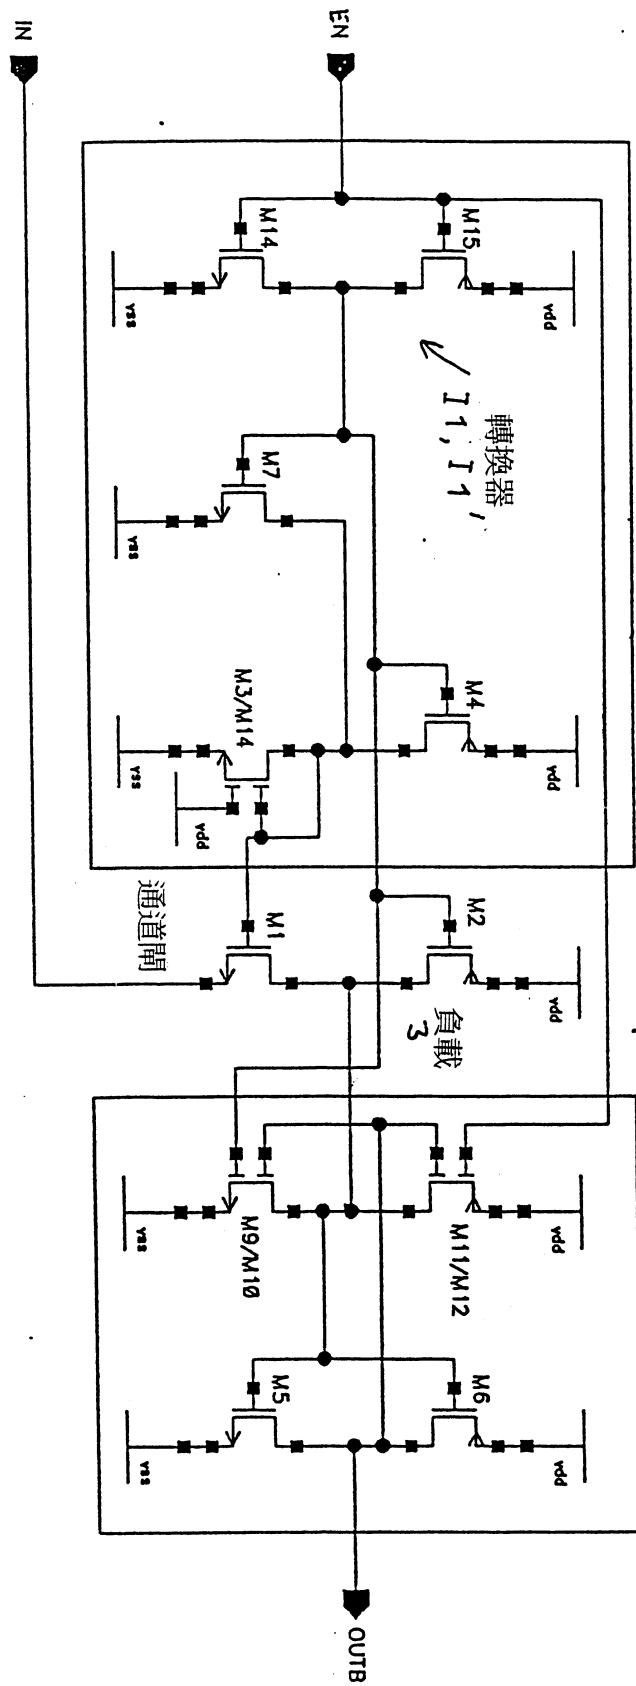 IN
EN
M14
M15
vss
vdd
轉換器
I1, I1'
M7
vss
M4
M3/M14
vdd
vss
vdd
通道閘
M1
M2
vdd
負載
3
M9/M10
M11/M12
vss
vdd
M5
M6
vss
vdd
OUTB